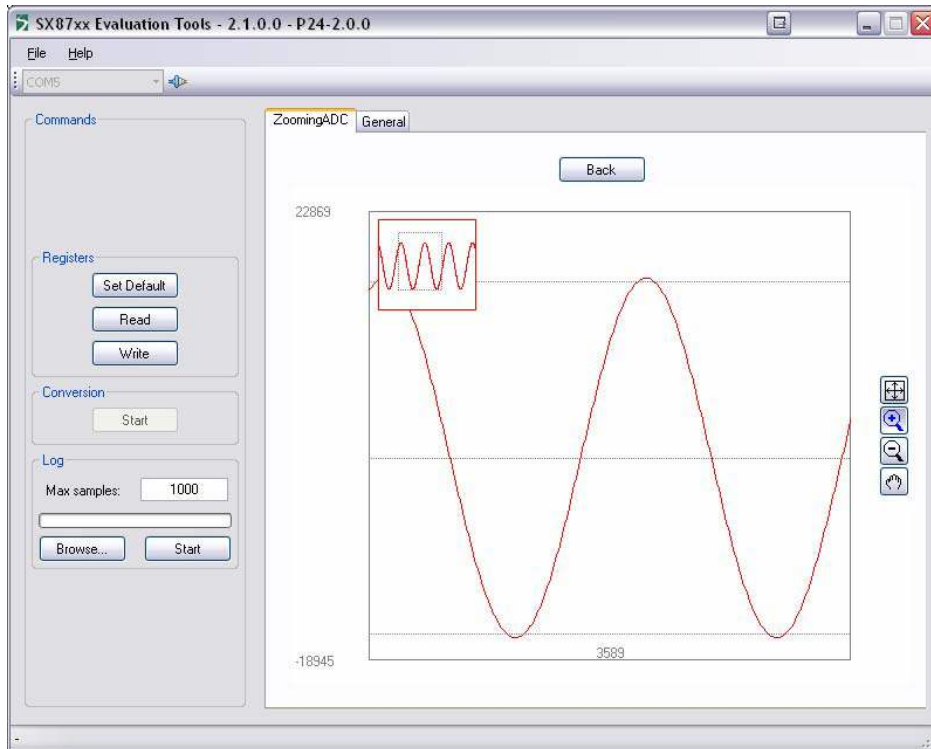 SX87xx Evaluation Tools - 2.1.0.0 - P24-2.0.0
File Help
COM5
Commands
Registers
Set Default
Read
Write
Conversion
Start
Log
Max samples: 1000
Browse... Start
ZoomingADC General
Back
22869
-18945
3589
-